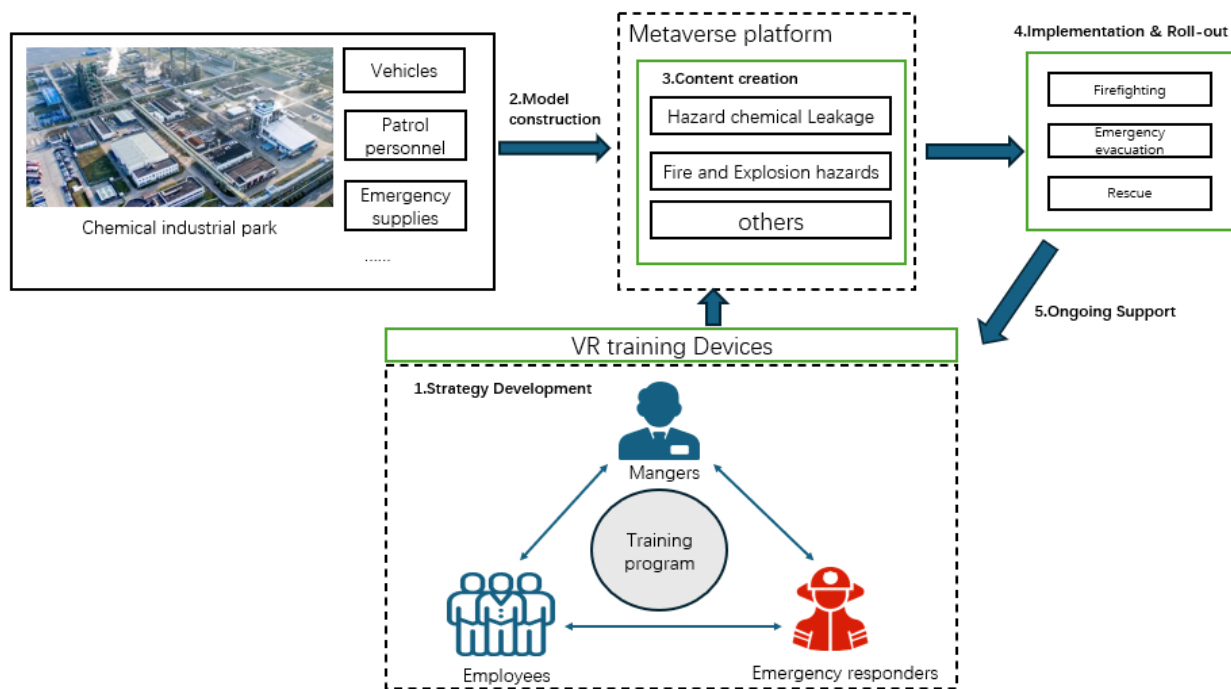 Vehicles
Patrol
personnel
Emergency
supplies
......
Chemical industrial park
2.Model
construction
Metaverse platform
3.Content creation
Hazard chemical Leakage
Fire and Explosion hazards
others
4.Implementation & Roll-out
Firefighting
Emergency
evacuation
Rescue
5.Ongoing Support
VR training Devices
1.Strategy Development
Mangers
Training
program
Employees
Emergency responders